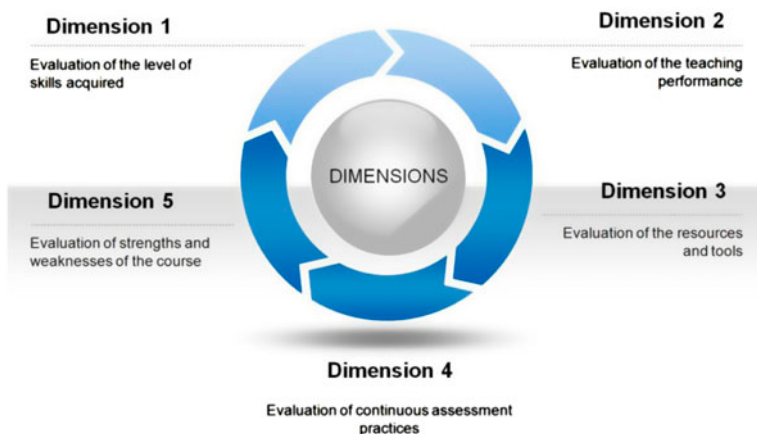 Dimension 1
Evaluation of the level of
skills acquired
Dimension 2
Evaluation of the teaching
performance
DIMENSIONS
Dimension 3
Evaluation of the resources
and tools
Dimension 4
Evaluation of continuous assessment
practices
Dimension 5
Evaluation of strengths and
weaknesses of the course